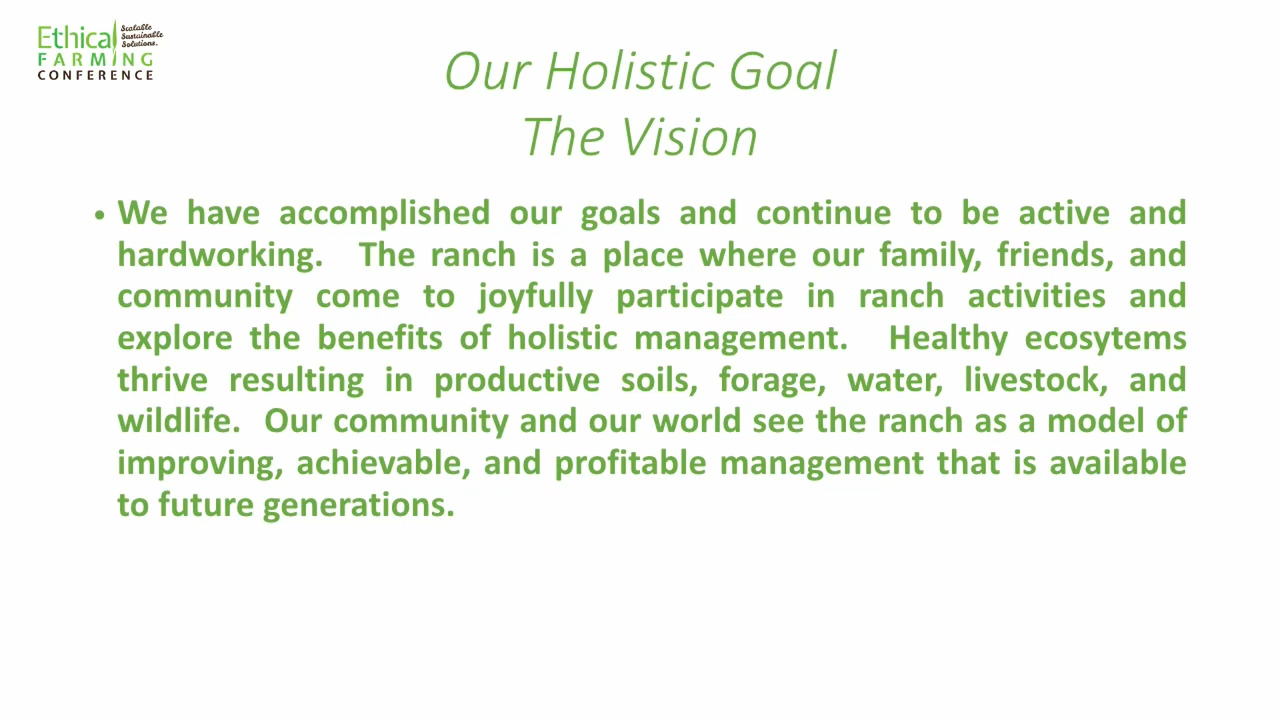 Ethical
FARMING
CONFERENCE
Scalable
Sustainable
Solutions.
Our Holistic Goal
The Vision
• We have accomplished our goals and continue to be active and
hardworking. The ranch is a place where our family, friends, and
community come to joyfully participate in ranch activities and
explore the benefits of holistic management. Healthy ecosytems
thrive resulting in productive soils, forage, water, livestock, and
wildlife. Our community and our world see the ranch as a model of
improving, achievable, and profitable management that is available
to future generations.